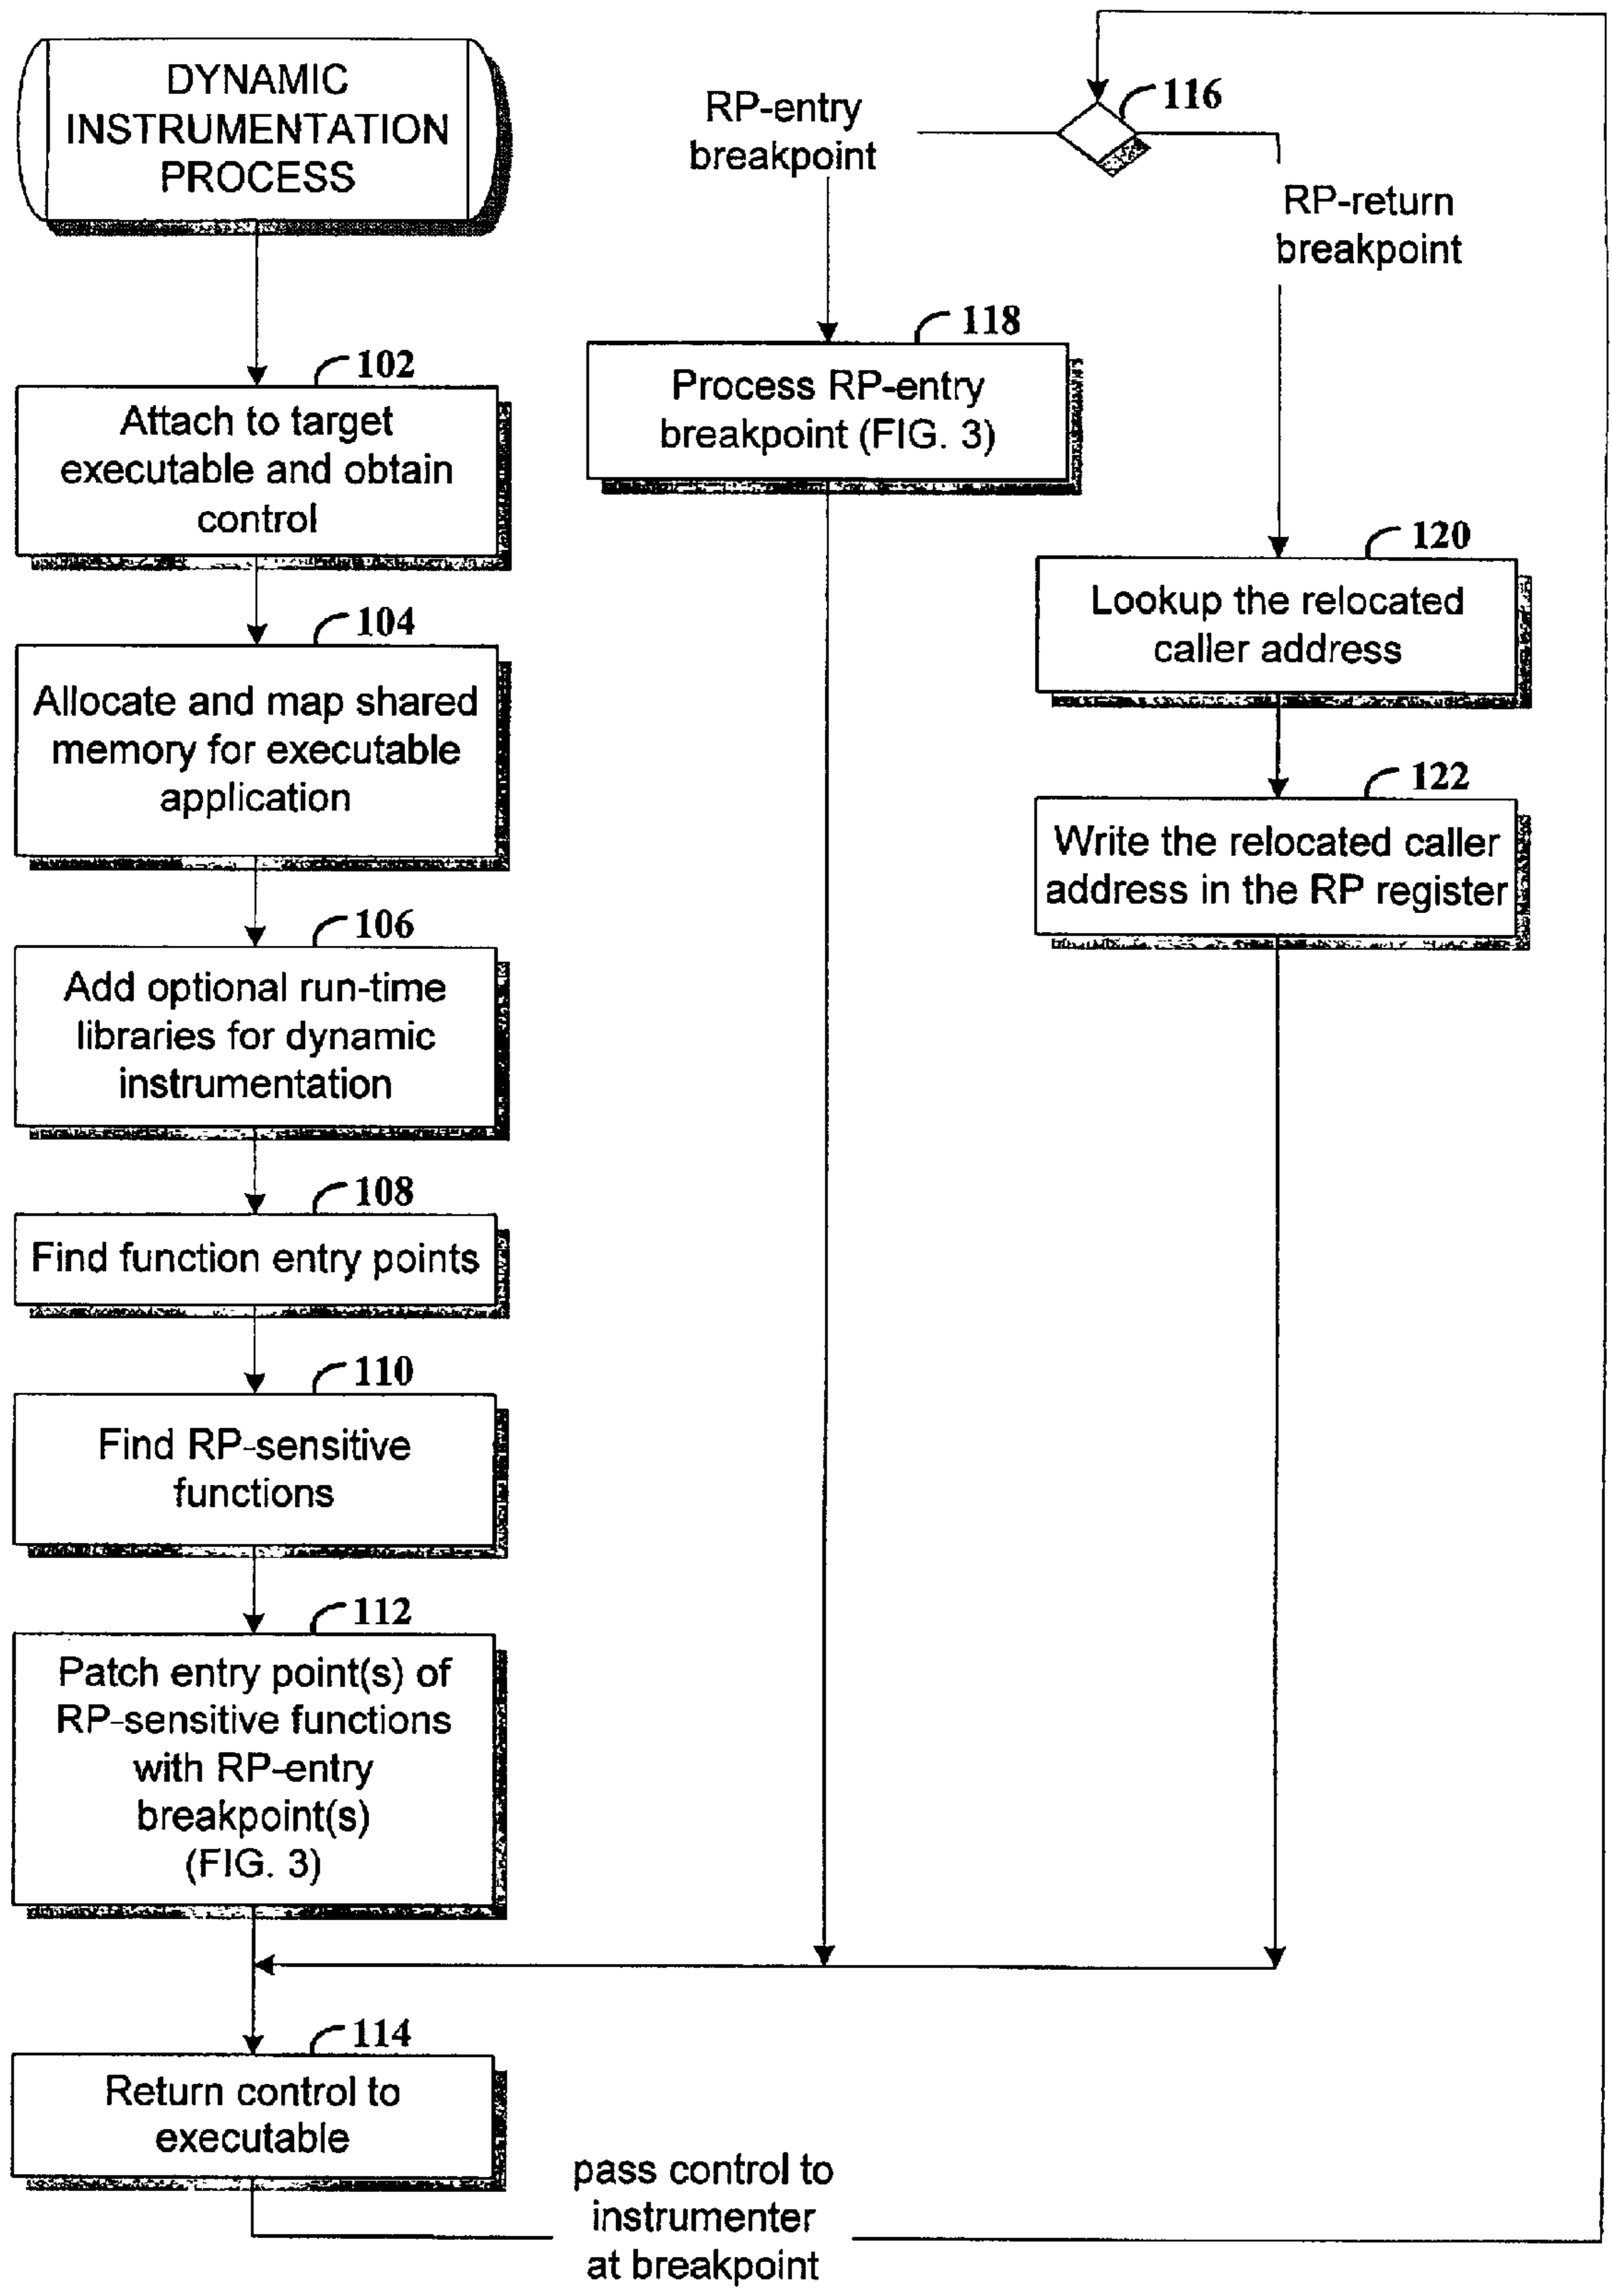 DYNAMIC
INSTRUMENTATION
PROCESS
102
Attach to target
executable and obtain
control
104
Allocate and map shared
memory for executable
application
106
Add optional run-time
libraries for dynamic
instrumentation
108
Find function entry points
110
Find RP-sensitive
functions
112
Patch entry point(s) of
RP-sensitive functions
with RP-entry
breakpoint(s)
(FIG. 3)
114
Return control to
executable
pass control to
instrumenter
at breakpoint
116
RP-entry
breakpoint
118
Process RP-entry
breakpoint (FIG. 3)
RP-return
breakpoint
120
Lookup the relocated
caller address
122
Write the relocated caller
address in the RP register